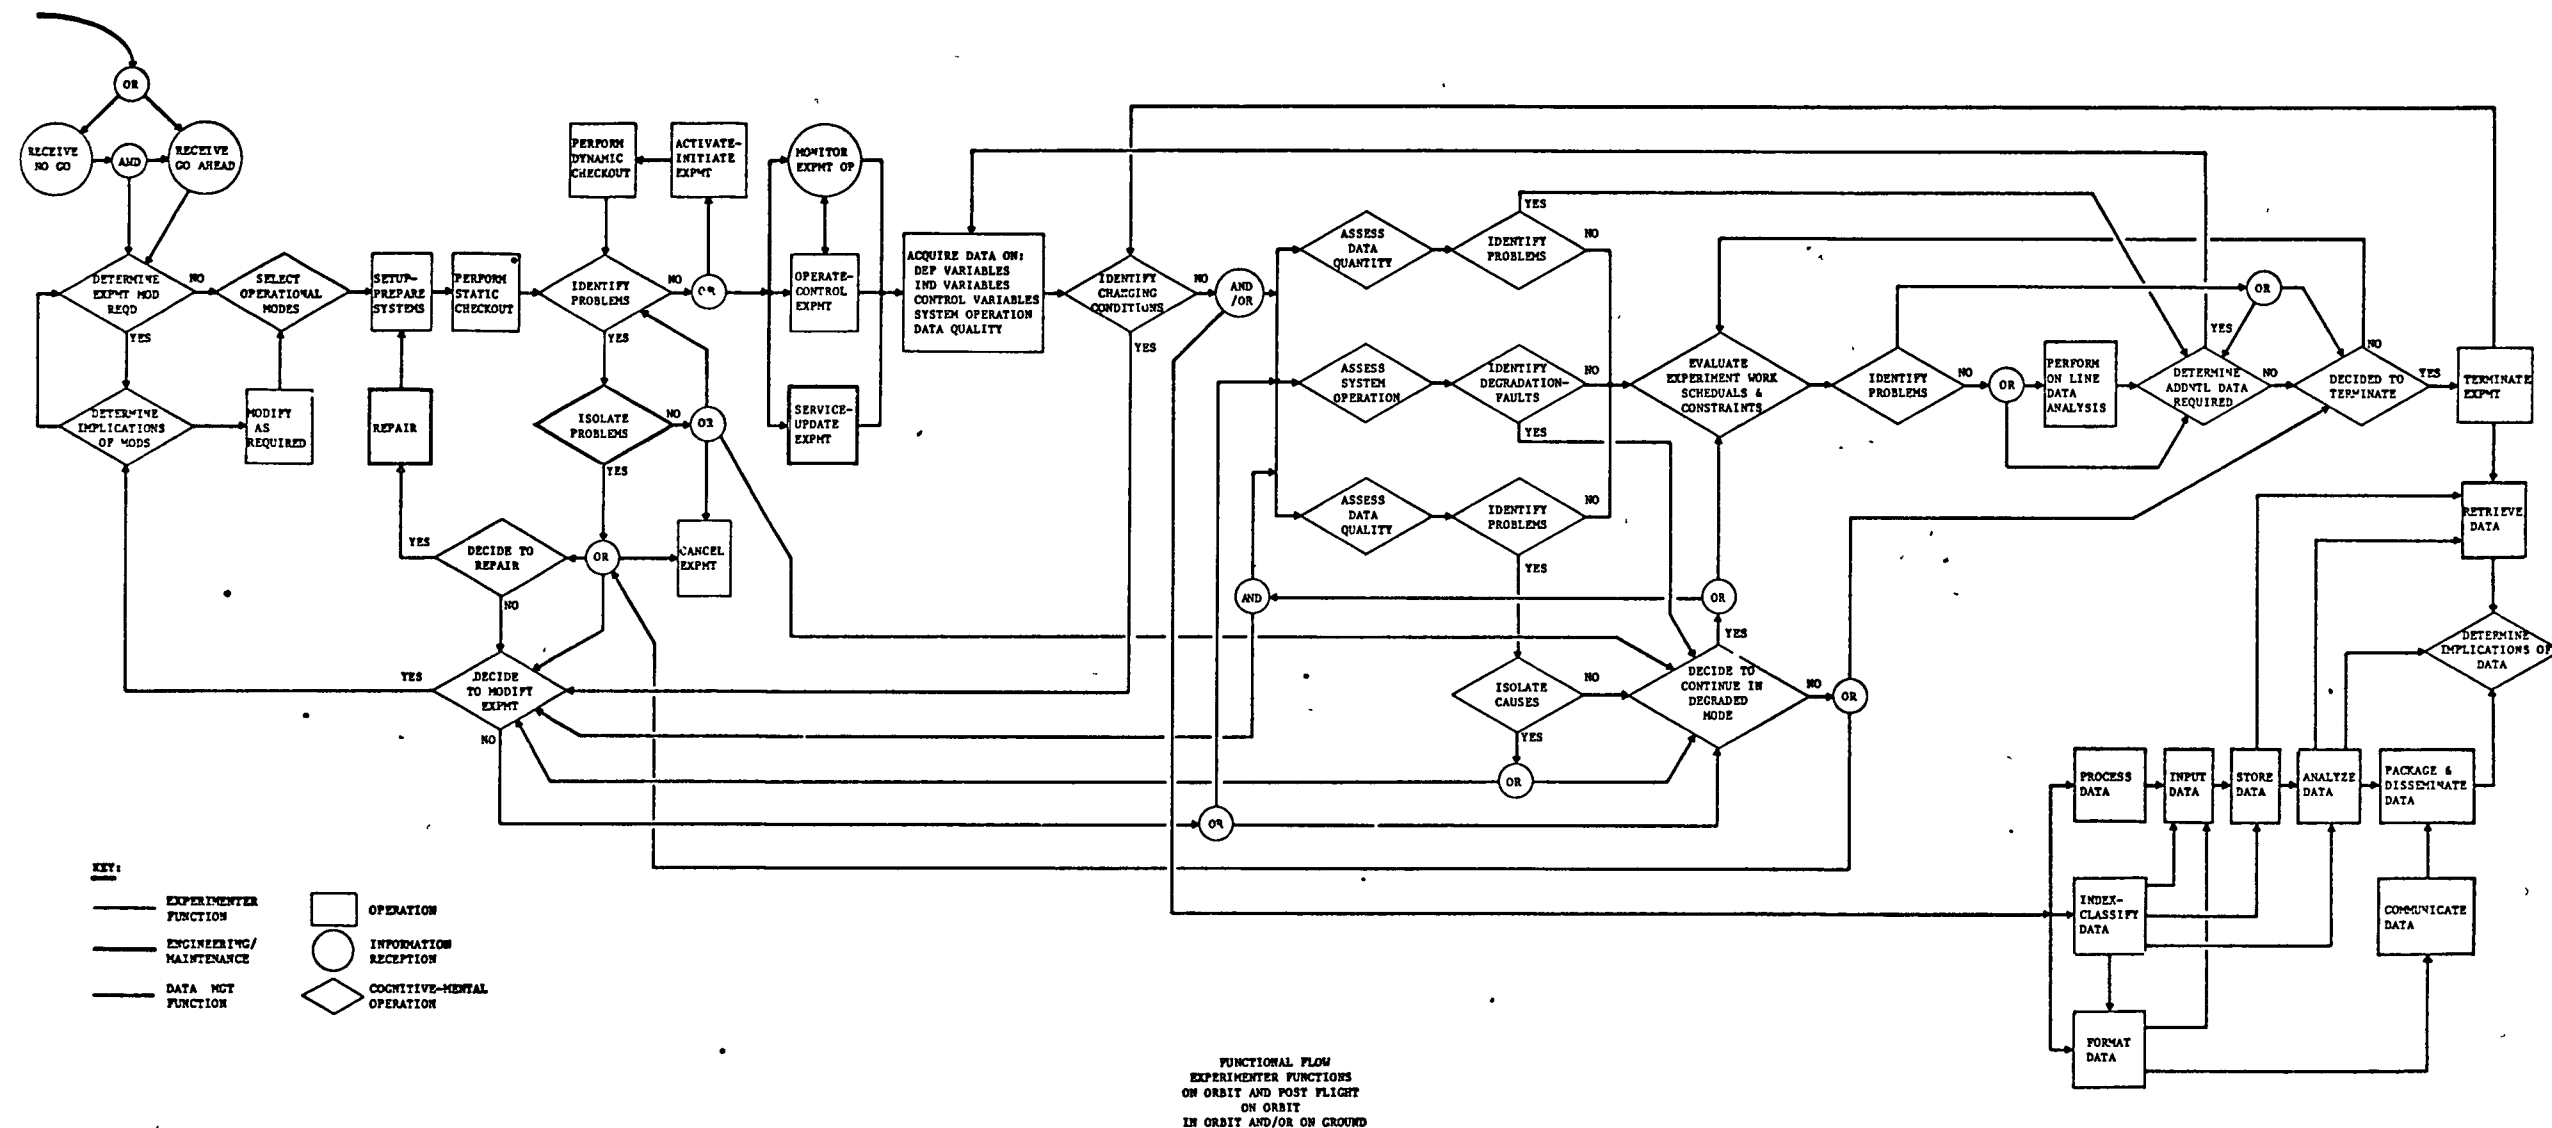 OR
RECEIVE
NO GO
AND
RECEIVE
GO AHEAD
DETERMINE
EXPMT MOD
REQD
NO
YES
SELECT
OPERATIONAL
MODES
DETERMINE
IMPLICATIONS
OF MODS
MODIFY
AS
REQUIRED
SETUP-
PREPARE
SYSTEMS
PERFORM
STATIC
CHECKOUT
REPAIR
PERFORM
DYNAMIC
CHECKOUT
ACTIVATE-
INITIATE
EXPMT
IDENTIFY
PROBLEMS
NO
OR
YES
ISOLATE
PROBLEMS
NO
OR
YES
DECIDE TO
REPAIR
YES
NO
OR
CANCEL
EXPMT
DECIDE
TO MODIFY
EXPMT
YES
NO
MONITOR
EXPMT OP
OPERATE-
CONTROL
EXPMT
SERVICE-
UPDATE
EXPMT
ACQUIRE DATA ON:
DEP VARIABLES
IND VARIABLES
CONTROL VARIABLES
SYSTEM OPERATION
DATA QUALITY
IDENTIFY
CHANGING
CONDITIONS
NO
YES
AND
/OR
ASSESS
DATA
QUANTITY
IDENTIFY
PROBLEMS
YES
NO
ASSESS
SYSTEM
OPERATION
IDENTIFY
DEGRADATION-
FAULTS
NO
YES
ASSESS
DATA
QUALITY
IDENTIFY
PROBLEMS
NO
YES
AND
OR
YES
ISOLATE
CAUSES
NO
YES
OR
OR
DECIDE TO
CONTINUE IN
DEGRADED
MODE
NO
OR
EVALUATE
EXPERIMENT WORK
SCHEDUALS &
CONSTRAINTS
IDENTIFY
PROBLEMS
NO
OR
PERFORM
ON LINE
DATA
ANALYSIS
OR
YES
DETERMINE
ADDNTL DATA
REQUIRED
NO
NO
DECIDED TO
TERMINATE
YES
TERMINATE
EXPMT
RETRIEVE
DATA
DETERMINE
IMPLICATIONS OF
DATA
PROCESS
DATA
INPUT
DATA
STORE
DATA
ANALYZE
DATA
PACKAGE &
DISSEMINATE
DATA
INDEX-
CLASSIFY
DATA
COMMUNICATE
DATA
FORMAT
DATA
KEY:
EXPERIMENTER
FUNCTION
ENGINEERING/
MAINTENANCE
DATA MGT
FUNCTION
OPERATION
INFORMATION
RECEPTION
COGNITIVE-MENTAL
OPERATION
FUNCTIONAL FLOW
EXPERIMENTER FUNCTIONS
ON ORBIT AND POST FLIGHT
ON ORBIT
IN ORBIT AND/OR ON GROUND